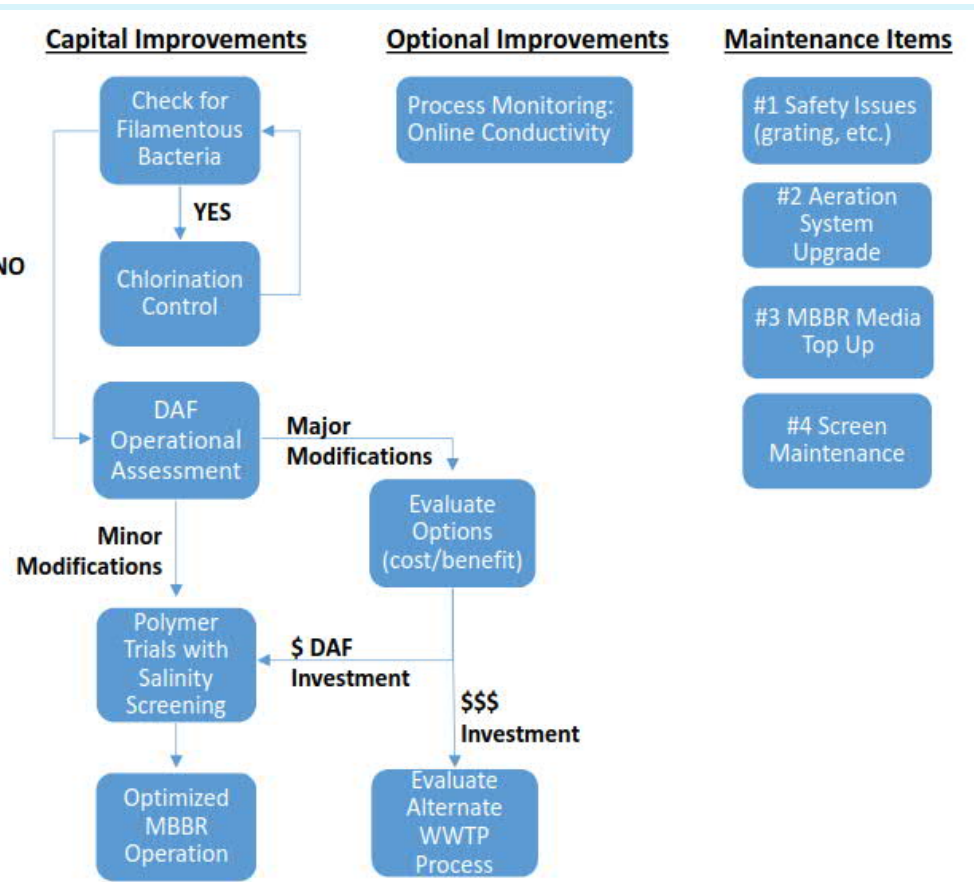 Capital Improvements
Optional Improvements
Maintenance Items
Check for
Filamentous
Bacteria
YES
Chlorination
Control
NO
DAF
Operational
Assessment
Major
Modifications
Minor
Modifications
Evaluate
Options
(cost/benefit)
Polymer
Trials with
Salinity
Screening
$ DAF
Investment
$$$
Investment
Optimized
MBBR
Operation
Evaluate
Alternate
WWTP
Process
Process Monitoring:
Online Conductivity
#1 Safety Issues
(grating, etc.)
#2 Aeration
System
Upgrade
#3 MBBR Media
Top Up
#4 Screen
Maintenance